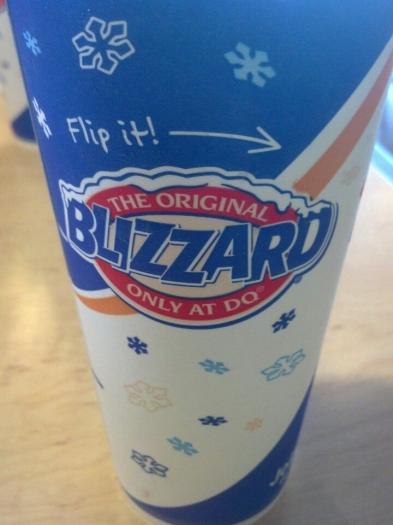 Flip it!
THE ORIGINAL
BLIZZARD®
ONLY AT DQ®